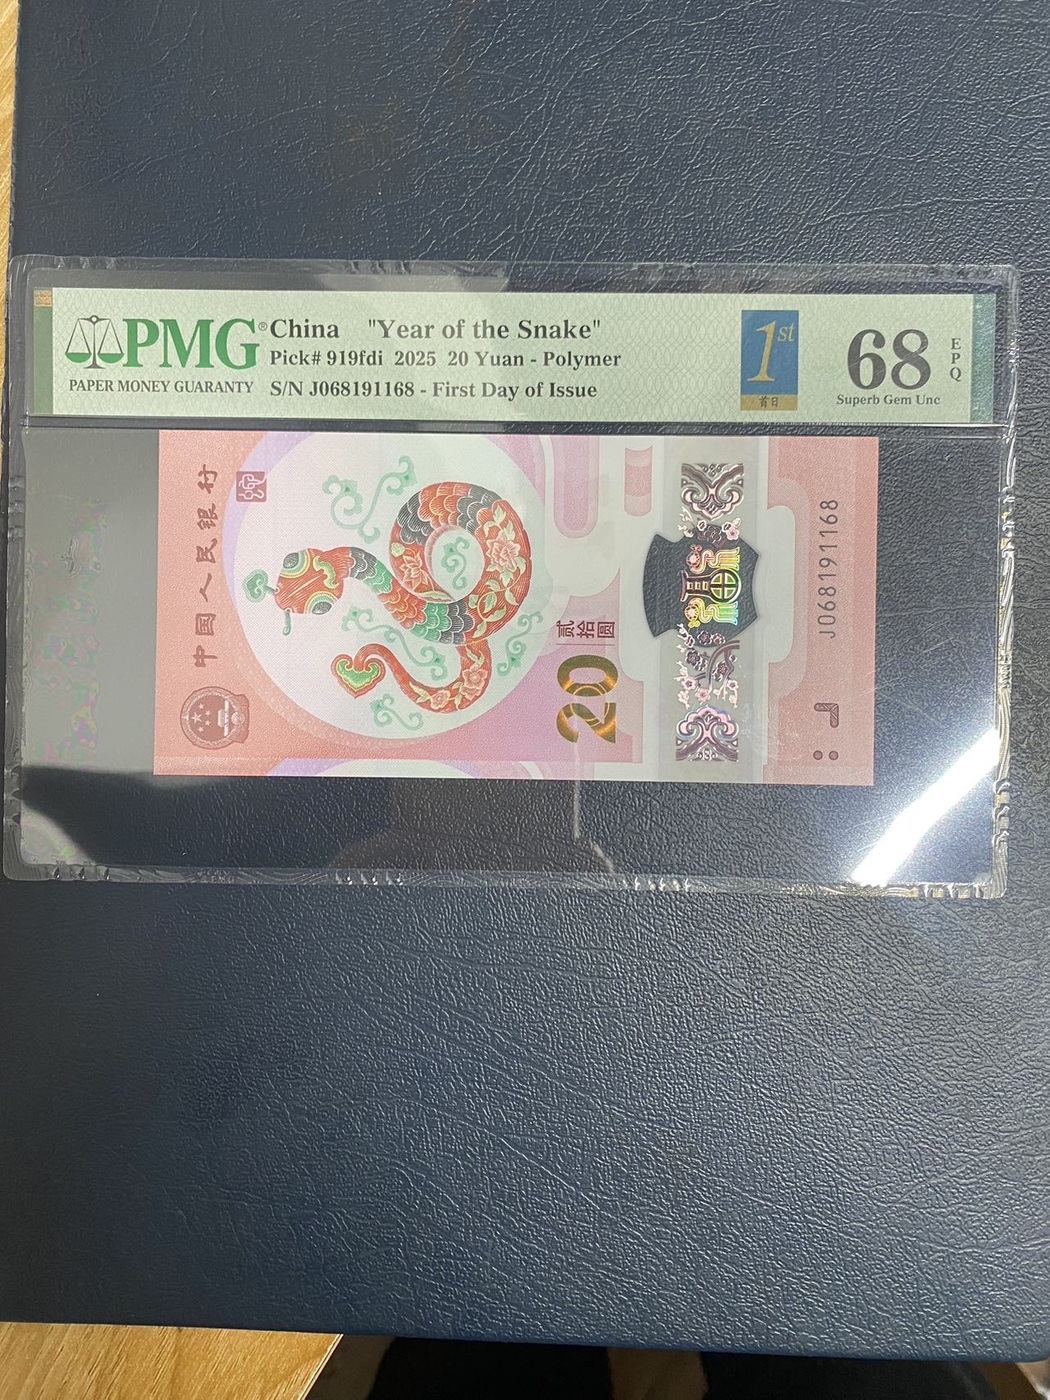 PMG®
PAPER MONEY GUARANTY
China "Year of the Snake"
Pick# 919fdi 2025 20 Yuan - Polymer
S/N J068191168 - First Day of Issue
1st
首日
68
Superb Gem Unc
EPQ
中国人民银行
贰拾圆
20
J068191168